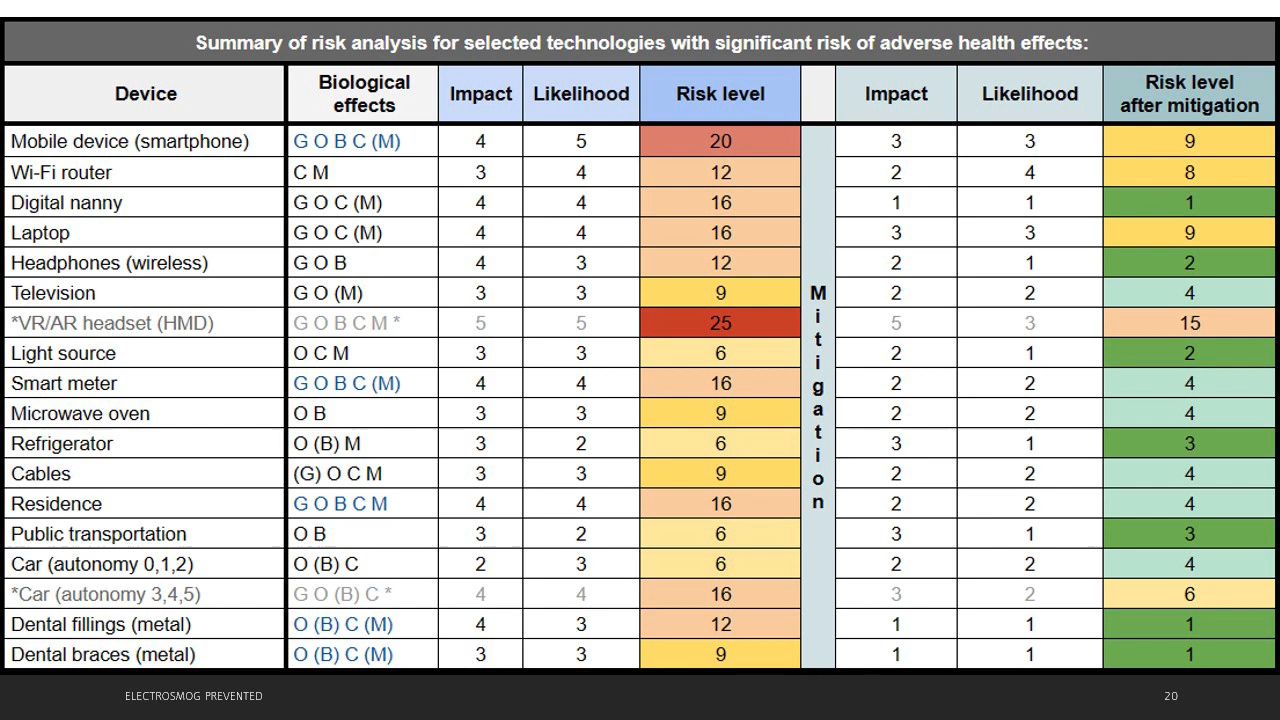 Summary of risk analysis for selected technologies with significant risk of adverse health effects:
Device Biological effects Impact Likelihood Risk level Impact Likelihood Risk level after mitigation
Mobile device (smartphone) G O B C (M) 4 5 20 3 3 9
Wi-Fi router C M 3 4 12 2 4 8
Digital nanny G O C (M) 4 4 16 1 1 1
Laptop G O C (M) 4 4 16 3 3 9
Headphones (wireless) G O B 4 3 12 2 1 2
Television G O (M) 3 3 9 2 2 4
*VR/AR headset (HMD) G O B C M * 5 5 25 5 3 15
Light source O C M 3 3 6 2 1 2
Smart meter G O B C (M) 4 4 16 2 2 4
Microwave oven O B 3 3 9 2 2 4
Refrigerator O (B) M 3 2 6 3 1 3
Cables (G) O C M 3 3 9 2 2 4
Residence G O B C M 4 4 16 2 2 4
Public transportation O B 3 2 6 3 1 3
Car (autonomy 0,1,2) O (B) C 2 3 6 2 2 4
*Car (autonomy 3,4,5) G O (B) C * 4 4 16 3 2 6
Dental fillings (metal) O (B) C (M) 4 3 12 1 1 1
Dental braces (metal) O (B) C (M) 3 3 9 1 1 1
Mitigation
ELECTROSMOG PREVENTED 20